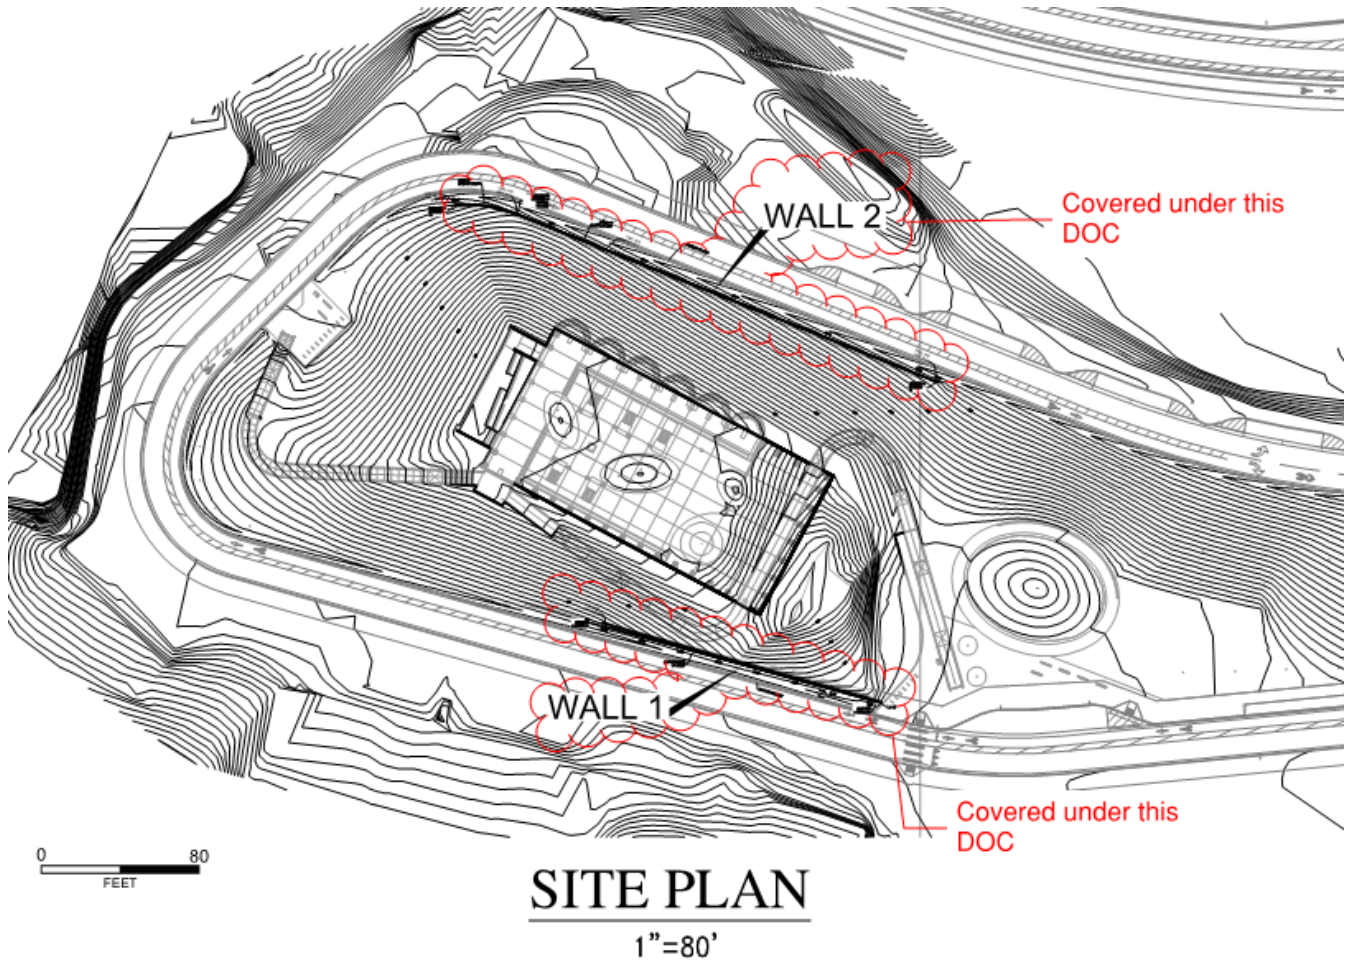 WALL 2
Covered under this
DOC
WALL 1
Covered under this
DOC
0 80
FEET
SITE PLAN
1"=80'